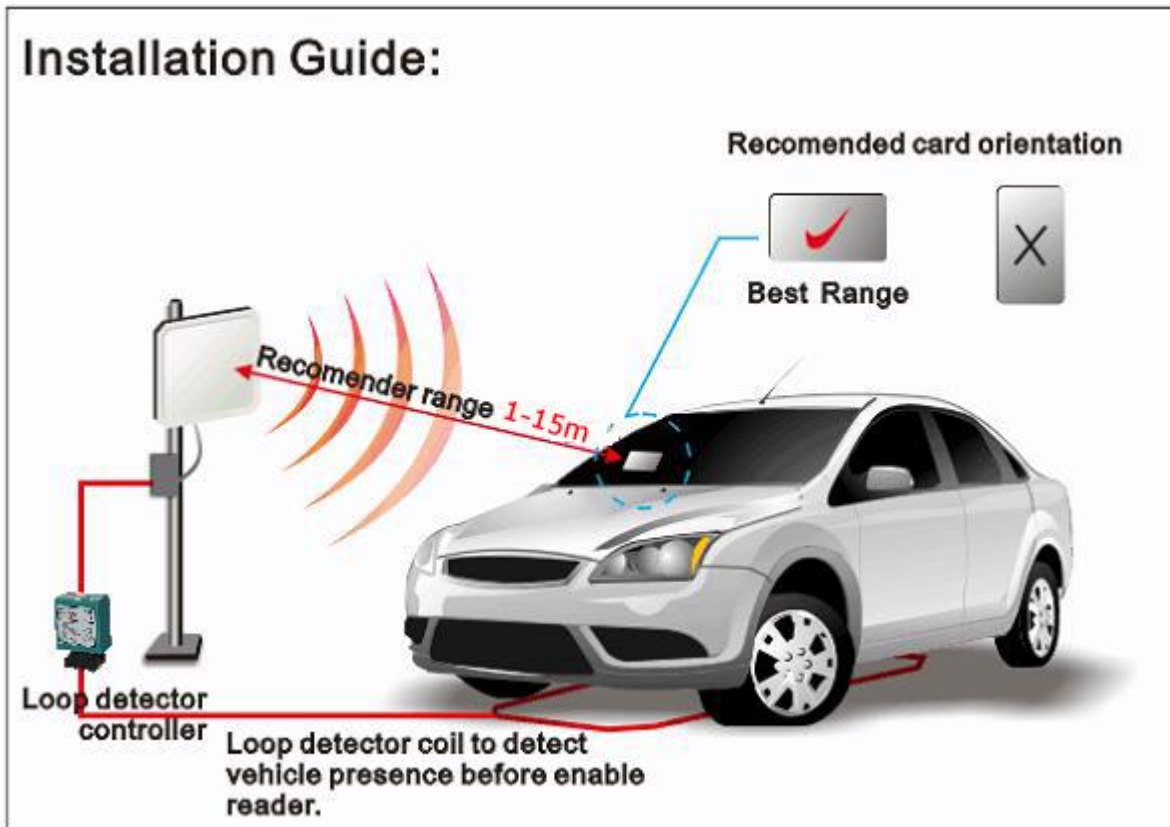 Installation Guide:
Recomended card orientation
Best Range
Recomender range 1-15m
Loop detector
controller
Loop detector coil to detect
vehicle presence before enable
reader.